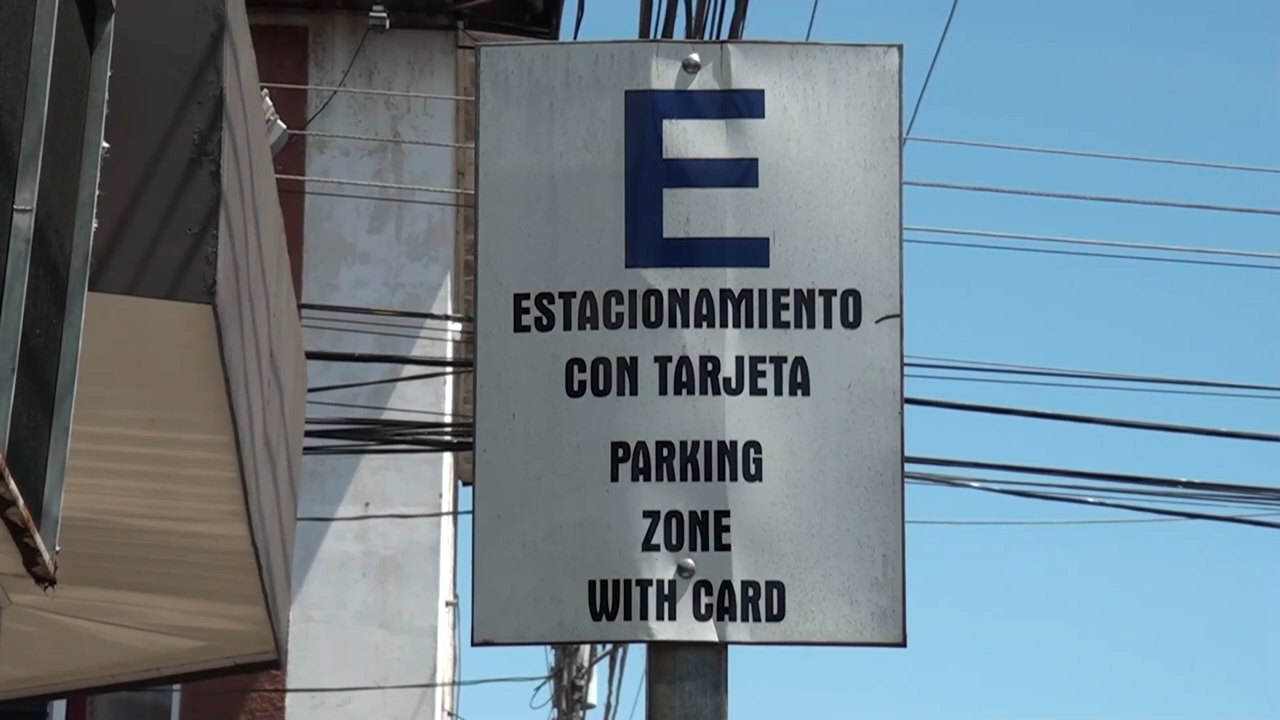 E
ESTACIONAMIENTO
CON TARJETA
PARKING
ZONE
WITH CARD